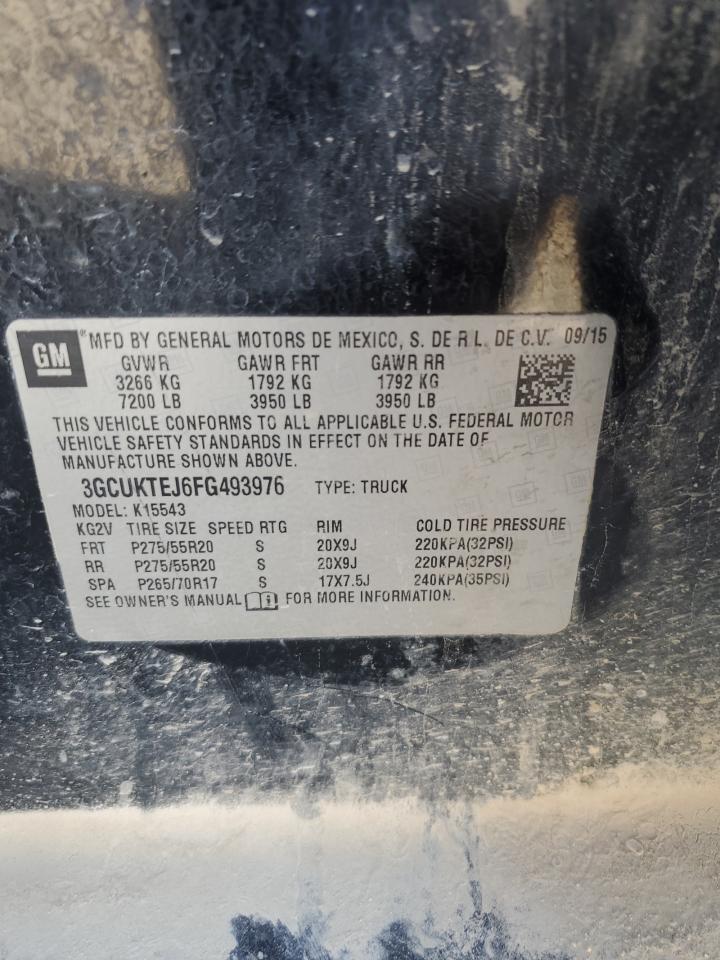 GM
MFD BY GENERAL MOTORS DE MEXICO, S. DE R L. DE C.V. 09/15
GVWR GAWR FRT GAWR RR
3266 KG 1792 KG 1792 KG
7200 LB 3950 LB 3950 LB
THIS VEHICLE CONFORMS TO ALL APPLICABLE U.S. FEDERAL MOTOR
VEHICLE SAFETY STANDARDS IN EFFECT ON THE DATE OF
MANUFACTURE SHOWN ABOVE.
3GCUKTEJ6FG493976 TYPE: TRUCK
MODEL: K15543
KG2V TIRE SIZE SPEED RTG RIM COLD TIRE PRESSURE
FRT P275/55R20 S 20X9J 220KPA(32PSI)
RR P275/55R20 S 20X9J 220KPA(32PSI)
SPA P265/70R17 S 17X7.5J 240KPA(35PSI)
SEE OWNER'S MANUAL FOR MORE INFORMATION.